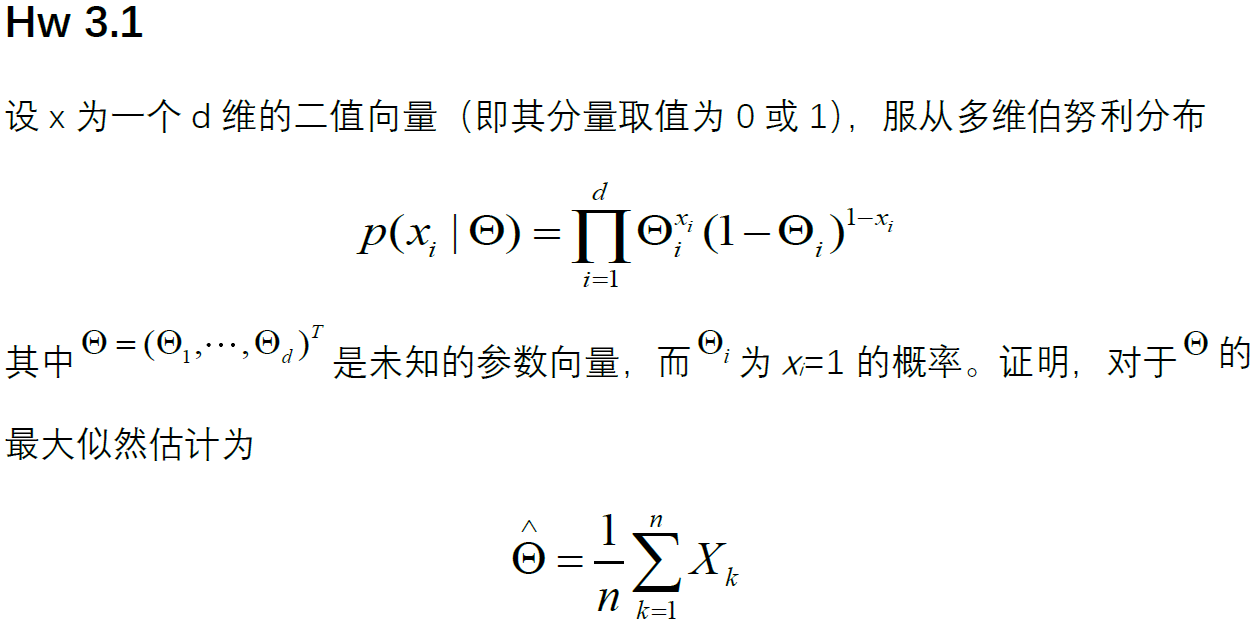 Hw 3.1
设 x 为一个 d 维的二值向量（即其分量取值为 0 或 1），服从多维伯努利分布
p(x_i | Θ) = ∏_{i=1}^{d} Θ_i^{x_i} (1 − Θ_i)^{1−x_i}
其中 Θ = (Θ_1,⋯,Θ_d)^T 是未知的参数向量，而 Θ_i 为 x_i=1 的概率。证明，对于 Θ 的
最大似然估计为
Θ̂ = \frac{1}{n} ∑_{k=1}^{n} X_k